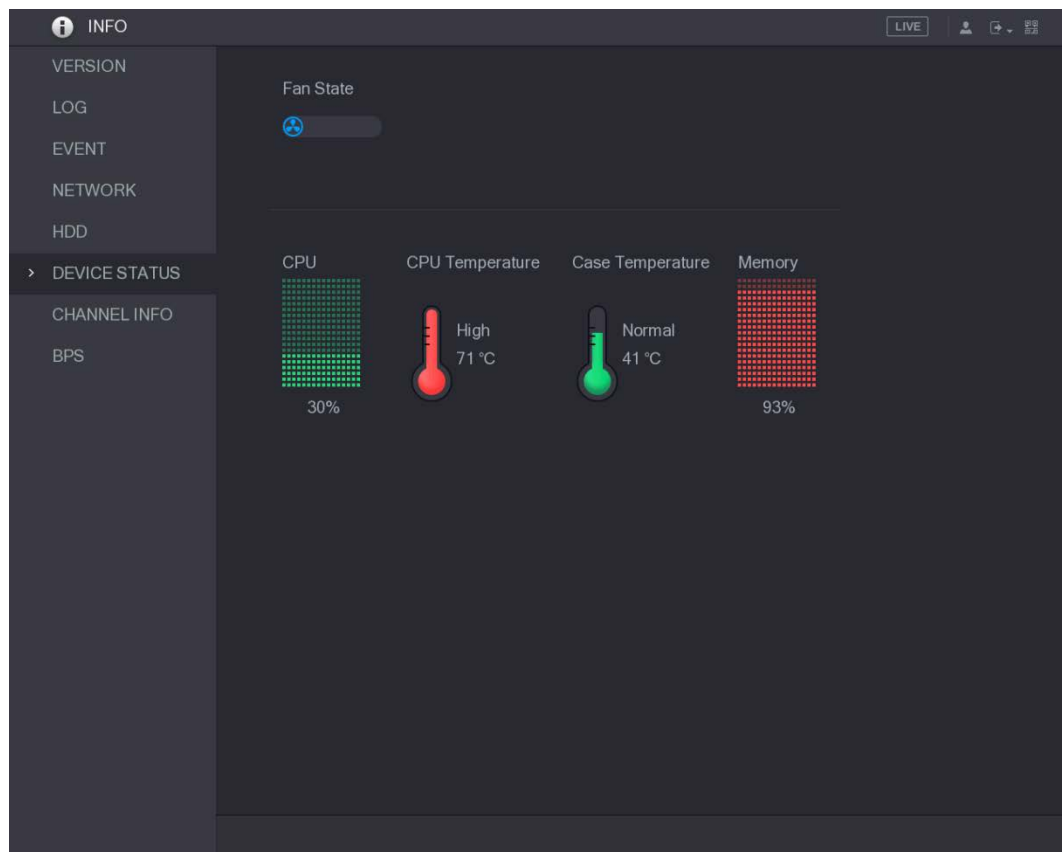 INFO
LIVE
VERSION
LOG
EVENT
NETWORK
HDD
DEVICE STATUS
CHANNEL INFO
BPS
Fan State
CPU
CPU Temperature
Case Temperature
Memory
High
71 °C
Normal
41 °C
30%
93%